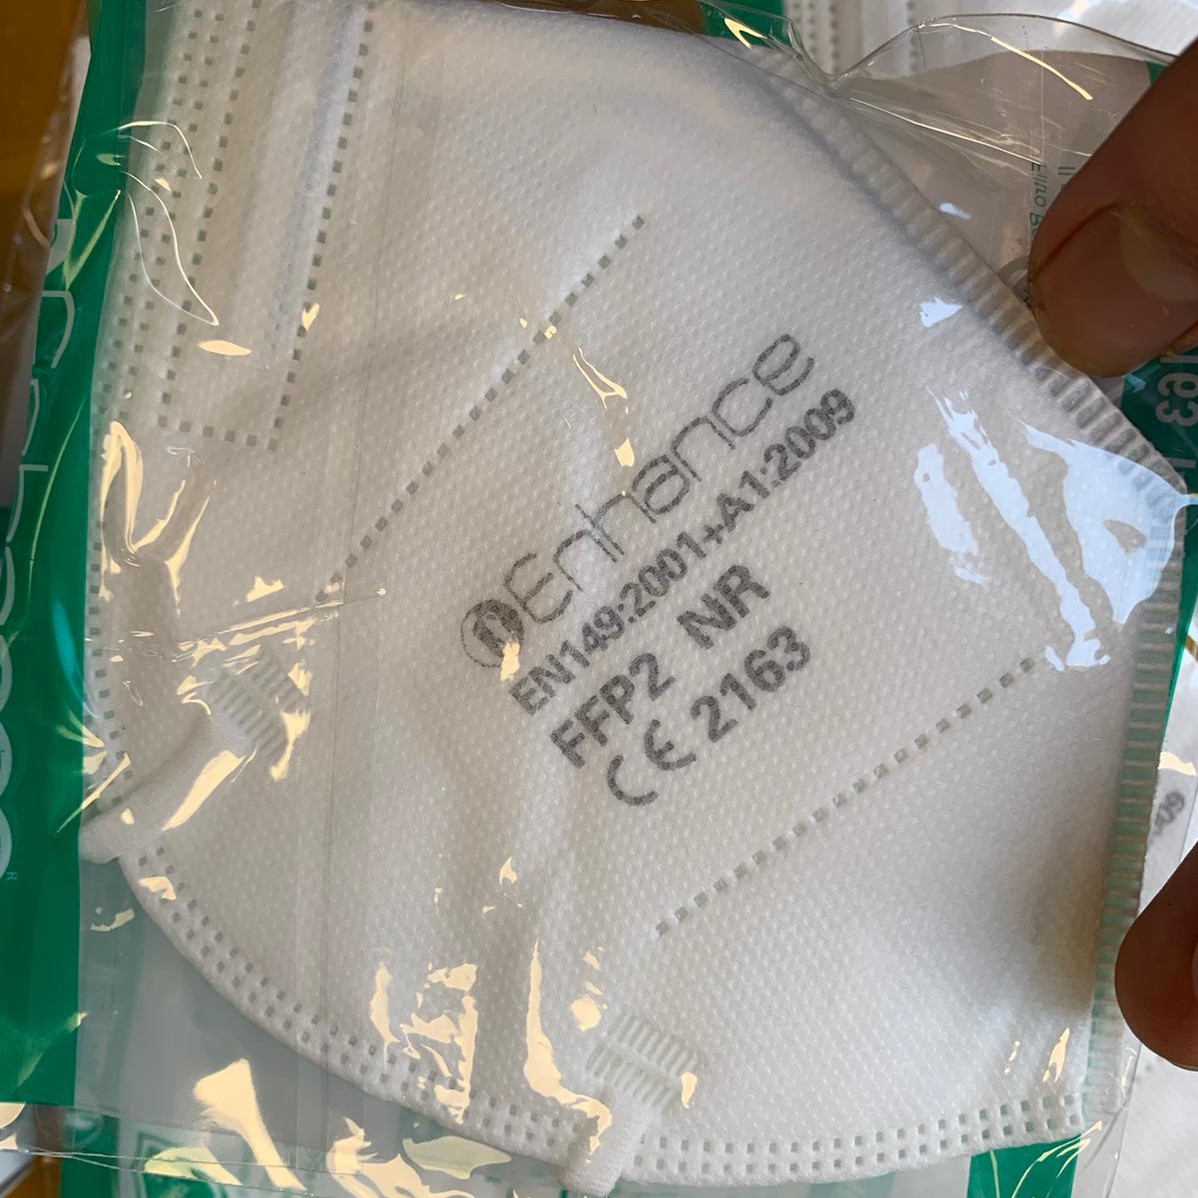 Enhance
EN149:2001+A1:2009
FFP2 NR
CE 2163